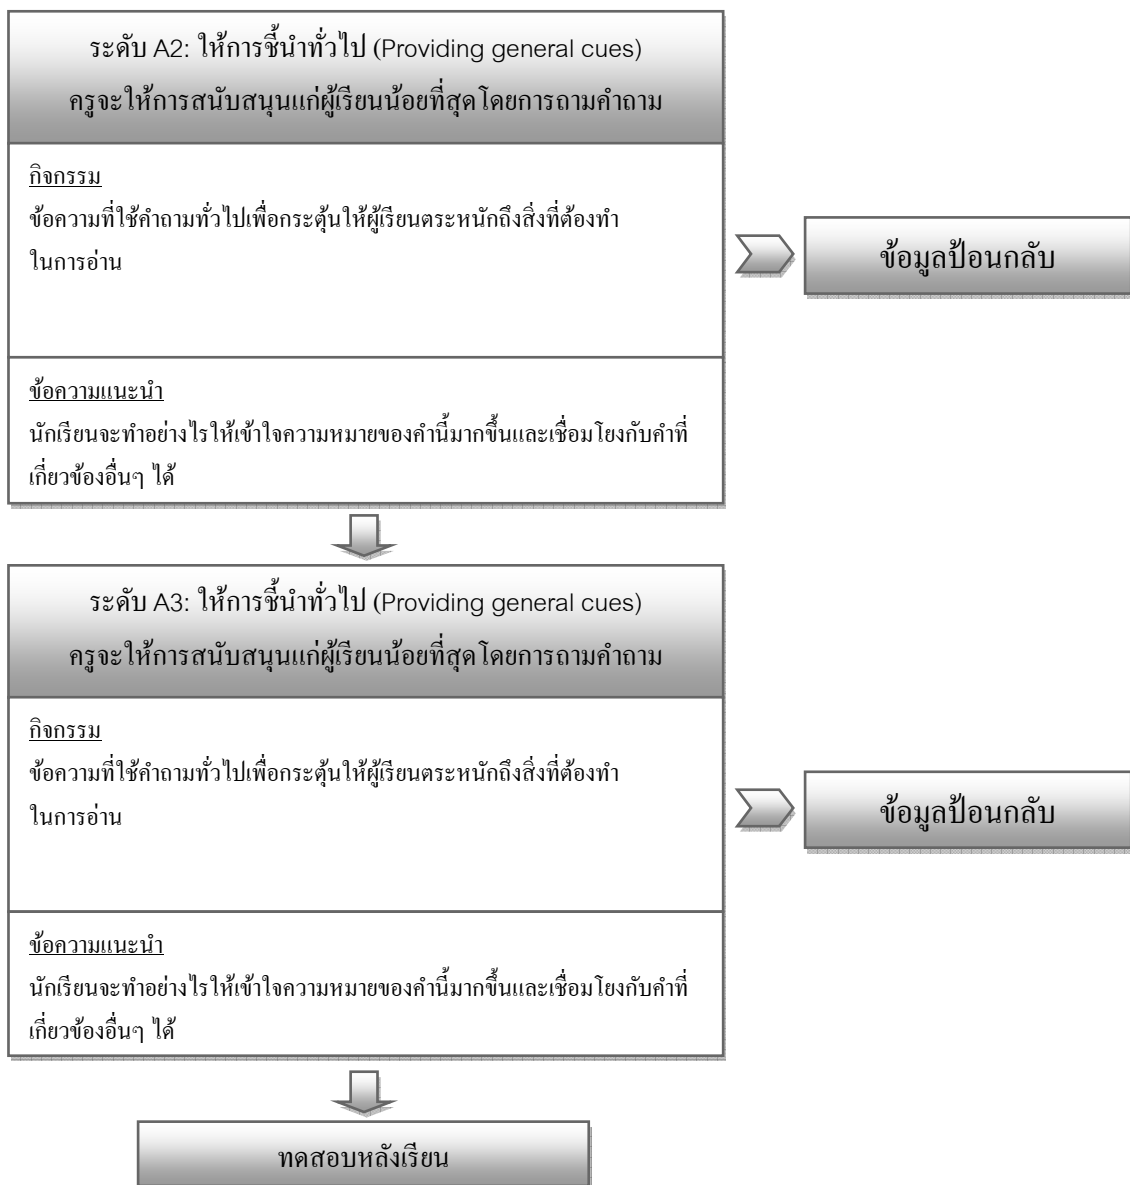 ระดับ A2: ให้การชี้นำทั่วไป (Providing general cues)
ครูจะให้การสนับสนุนแก่ผู้เรียนน้อยที่สุดโดยการถามคำถาม
กิจกรรม
ข้อความที่ใช้คำถามทั่วไปเพื่อกระตุ้นให้ผู้เรียนตระหนักถึงสิ่งที่ต้องทำ
ในการอ่าน
ข้อมูลป้อนกลับ
ข้อความแนะนำ
นักเรียนจะทำอย่างไรให้เข้าใจความหมายของคำนี้มากขึ้นและเชื่อมโยงกับคำที่
เกี่ยวข้องอื่นๆ ได้
ระดับ A3: ให้การชี้นำทั่วไป (Providing general cues)
ครูจะให้การสนับสนุนแก่ผู้เรียนน้อยที่สุดโดยการถามคำถาม
กิจกรรม
ข้อความที่ใช้คำถามทั่วไปเพื่อกระตุ้นให้ผู้เรียนตระหนักถึงสิ่งที่ต้องทำ
ในการอ่าน
ข้อมูลป้อนกลับ
ข้อความแนะนำ
นักเรียนจะทำอย่างไรให้เข้าใจความหมายของคำนี้มากขึ้นและเชื่อมโยงกับคำที่
เกี่ยวข้องอื่นๆ ได้
ทดสอบหลังเรียน